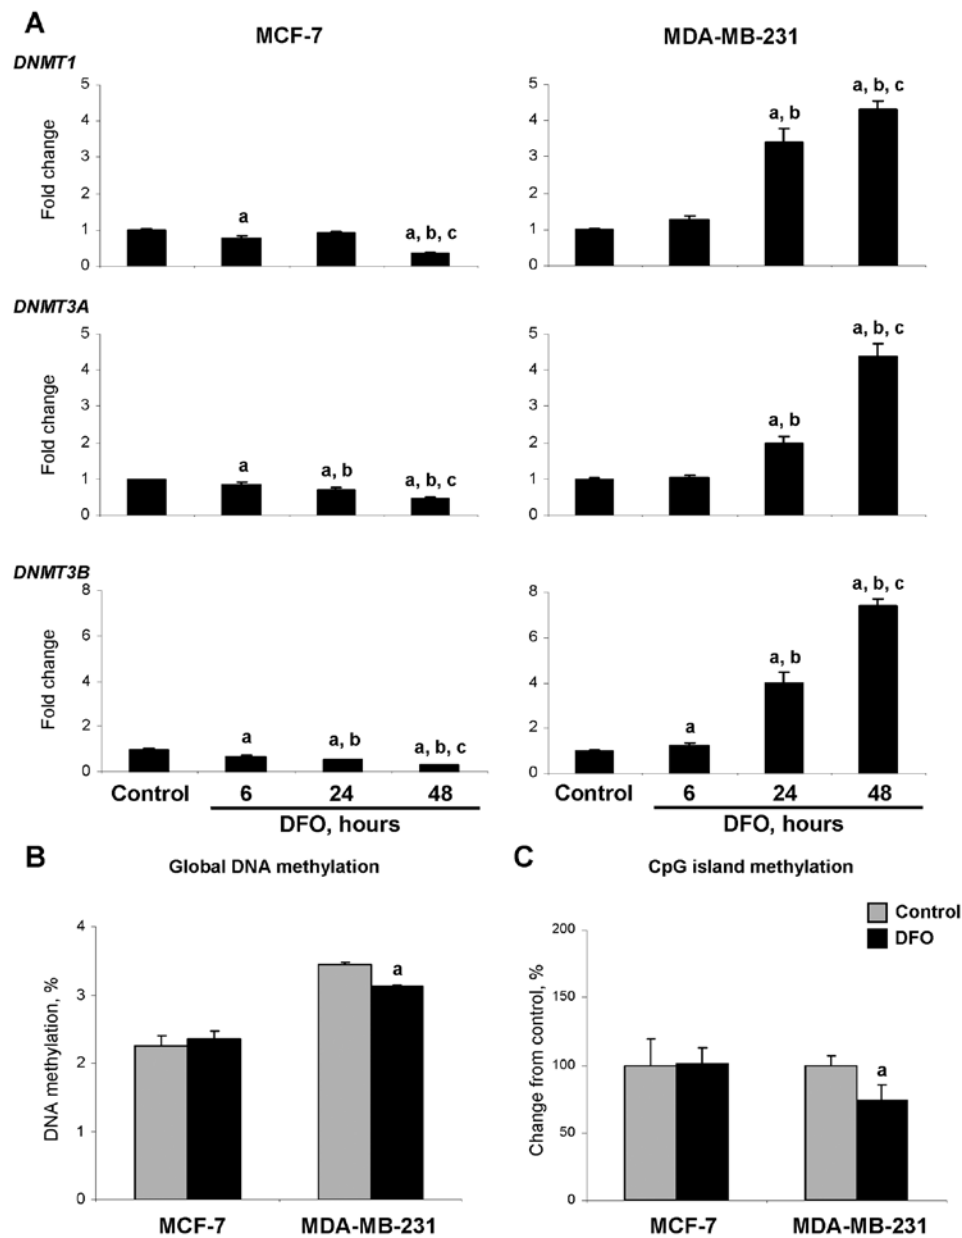 A
MCF-7
MDA-MB-231
DNMT1
5
4
3
2
1
0
Fold change
a
a, b, c
5
4
3
2
1
0
a, b
a, b, c
DNMT3A
5
4
3
2
1
0
Fold change
a
a, b
a, b, c
5
4
3
2
1
0
a, b
a, b, c
DNMT3B
8
6
4
2
0
Fold change
a
a, b
a, b, c
8
6
4
2
0
a
a, b
a, b, c
Control 6 24 48
DFO, hours
Control 6 24 48
DFO, hours
B
Global DNA methylation
4
3
2
1
0
DNA methylation, %
a
MCF-7 MDA-MB-231
C
CpG island methylation
Control
DFO
200
150
100
50
0
Change from control, %
a
MCF-7 MDA-MB-231